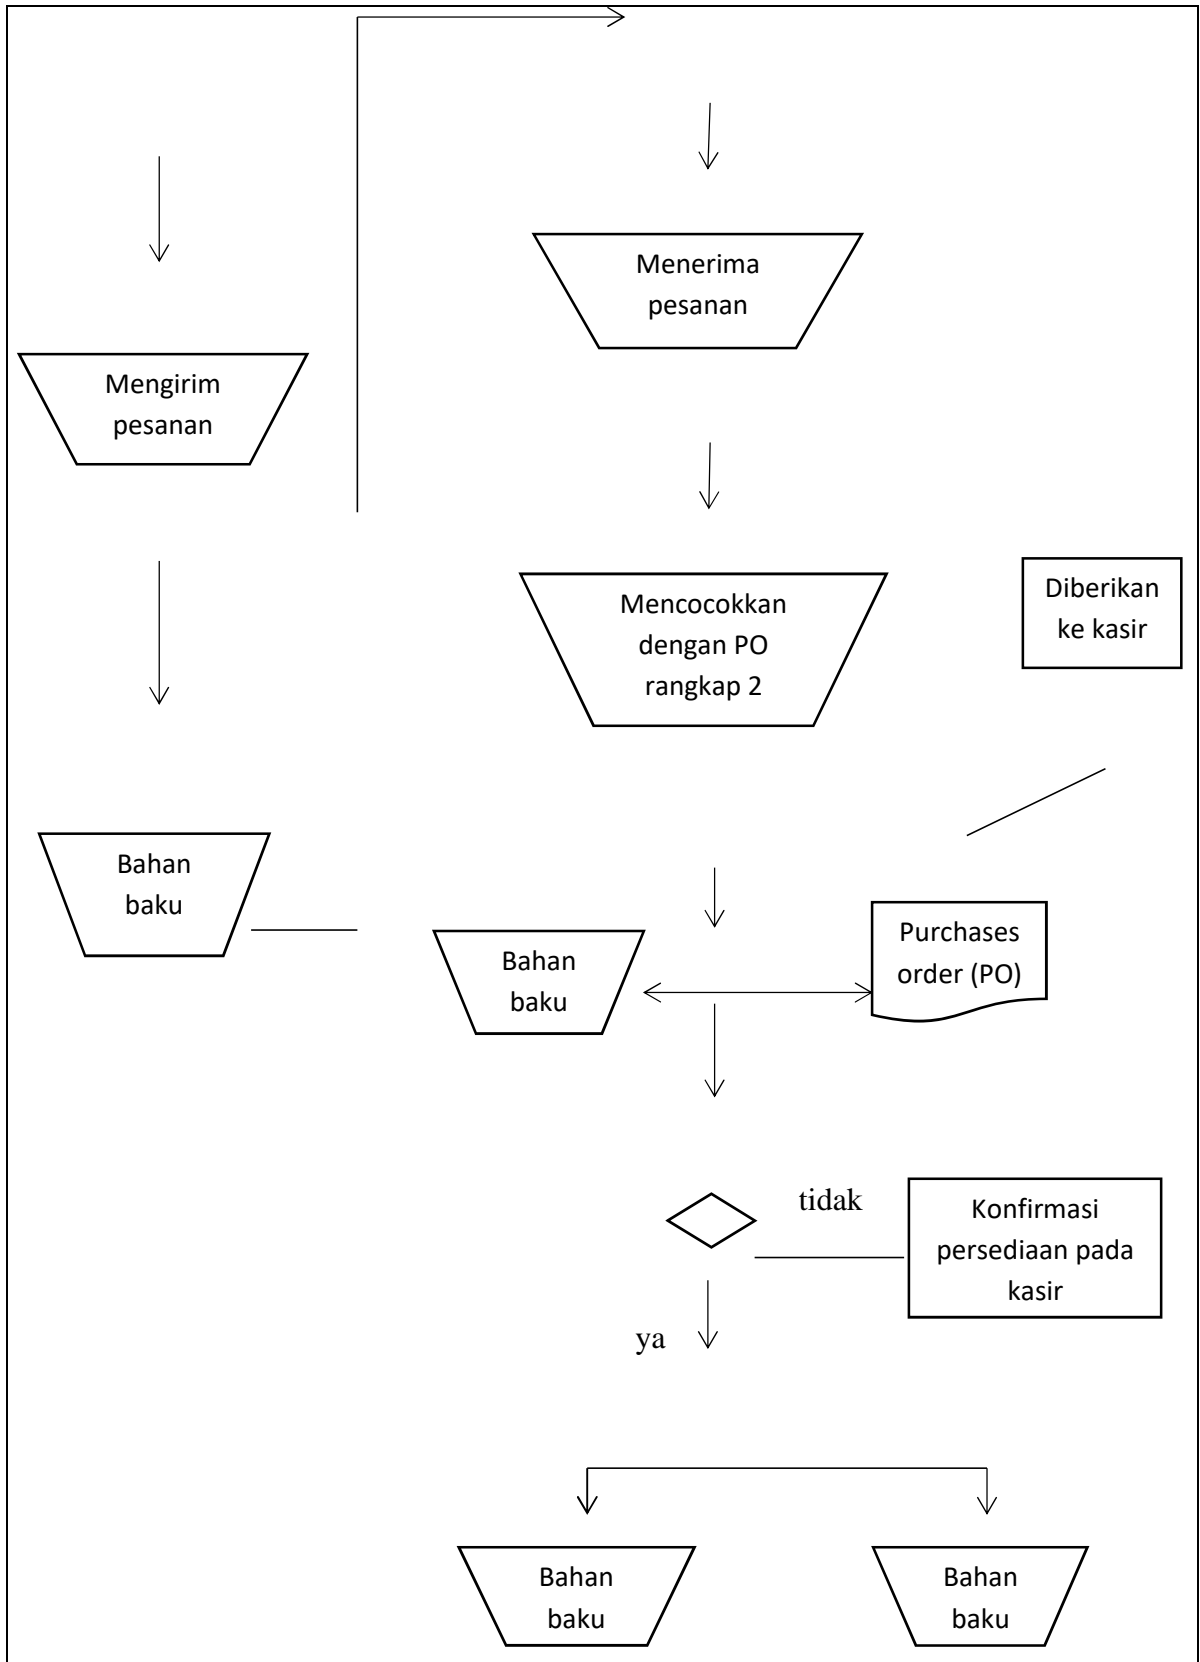 Menerima
pesanan
Mengirim
pesanan
Mencocokkan
dengan PO
rangkap 2
Diberikan
ke kasir
Bahan
baku
Bahan
baku
Purchases
order (PO)
tidak
Konfirmasi
persediaan pada
kasir
ya
Bahan
baku
Bahan
baku